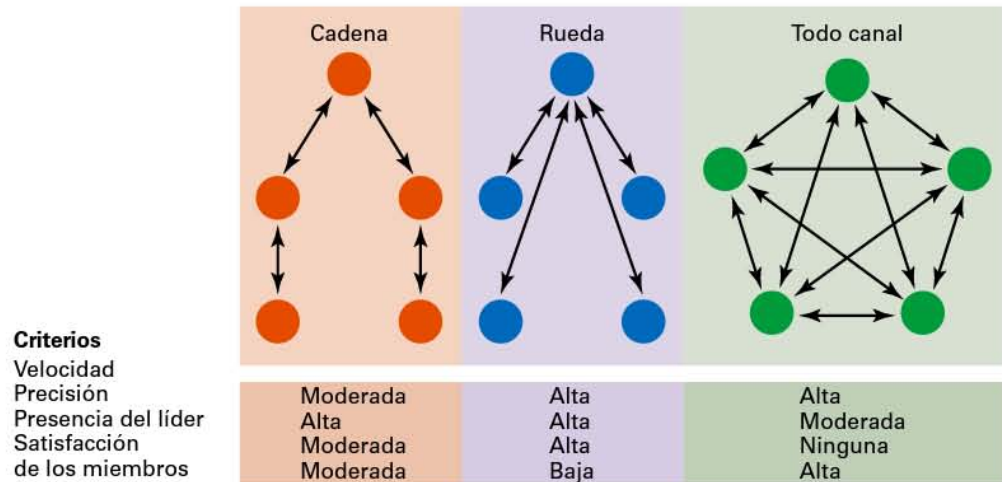 Cadena
Rueda
Todo canal
Criterios
Velocidad
Precisión
Presencia del líder
Satisfacción
de los miembros
Moderada Alta Alta
Alta Alta Moderada
Moderada Alta Ninguna
Moderada Baja Alta